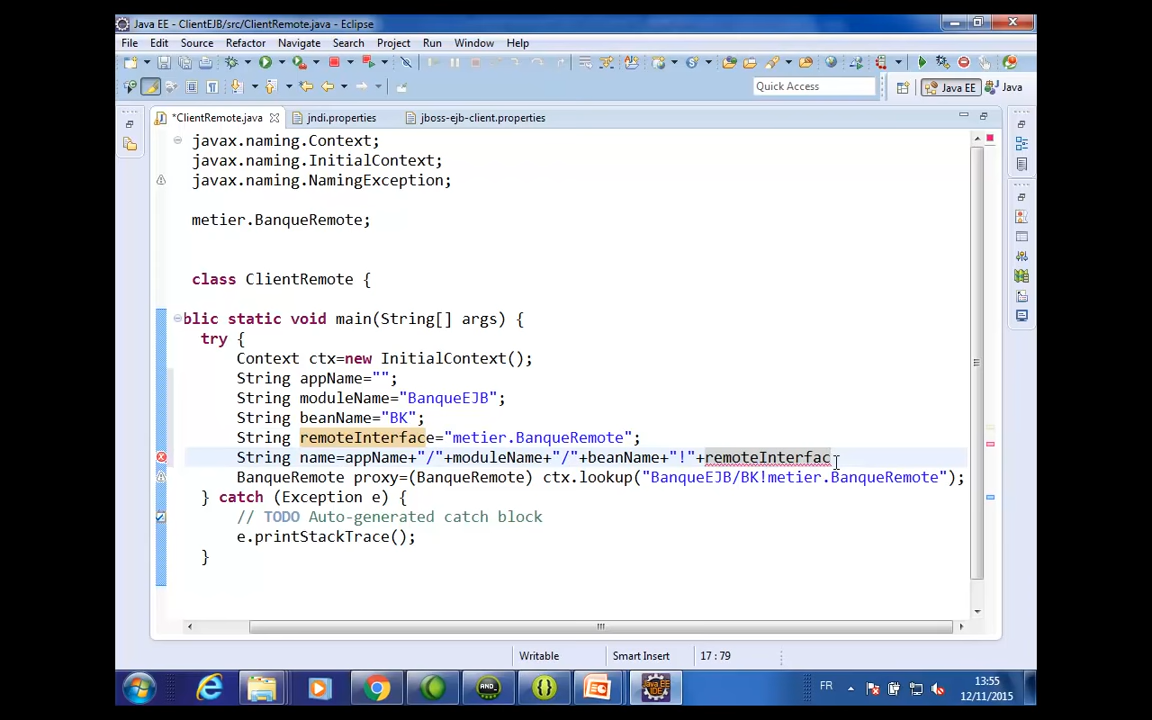 Java EE - ClientEJB/src/ClientRemote.java - Eclipse
File Edit Source Refactor Navigate Search Project Run Window Help
Quick Access
Java EE
Java
*ClientRemote.java
jndi.properties
jboss-ejb-client.properties
javax.naming.Context;
javax.naming.InitialContext;
javax.naming.NamingException;
metier.BanqueRemote;
class ClientRemote {
blic static void main(String[] args) {
try {
Context ctx=new InitialContext();
String appName="";
String moduleName="BanqueEJB";
String beanName="BK";
String remoteInterface="metier.BanqueRemote";
String name=appName+"/"+moduleName+"/"+beanName+"!"+remoteInterfac
BanqueRemote proxy=(BanqueRemote) ctx.lookup("BanqueEJB/BK!metier.BanqueRemote");
} catch (Exception e) {
// TODO Auto-generated catch block
e.printStackTrace();
}
Writable
Smart Insert
17 : 79
FR
13:55
12/11/2015